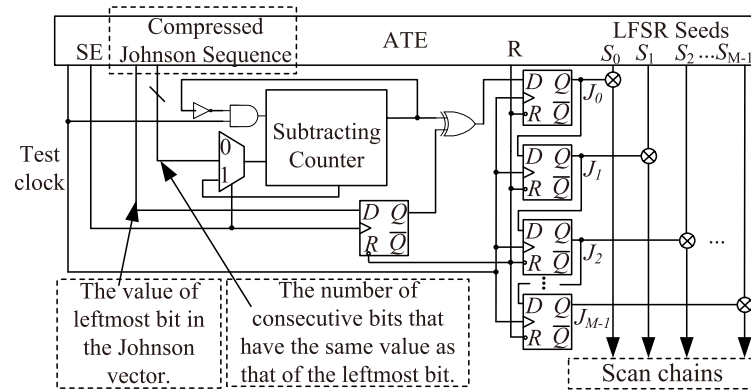 Compressed
Johnson Sequence
ATE
LFSR Seeds
SE
R
S0 S1 S2 ...SM-1
D Q
R Q
J0
0
1
Subtracting
Counter
Test
clock
D Q
R Q
J1
D Q
R Q
D Q
R Q
J2
...
D Q
R Q
JM-1
The value of
leftmost bit in
the Johnson
vector.
The number of
consecutive bits that
have the same value as
that of the leftmost bit.
Scan chains